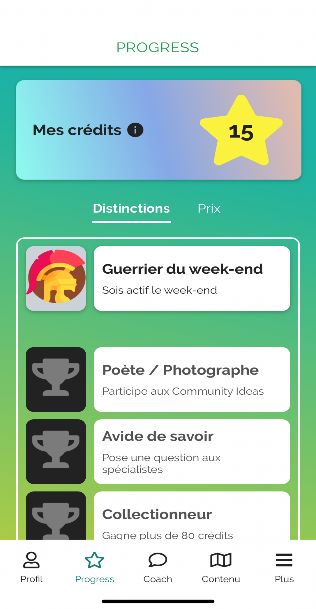 PROGRESS
Mes crédits
15
Distinctions
Prix
Guerrier du week-end
Sois actif le week-end
Poète / Photographe
Participe aux Community Ideas
Avide de savoir
Pose une question aux
spécialistes
Collectionneur
Gagne plus de 80 crédits
Profil
Progress
Coach
Contenu
Plus